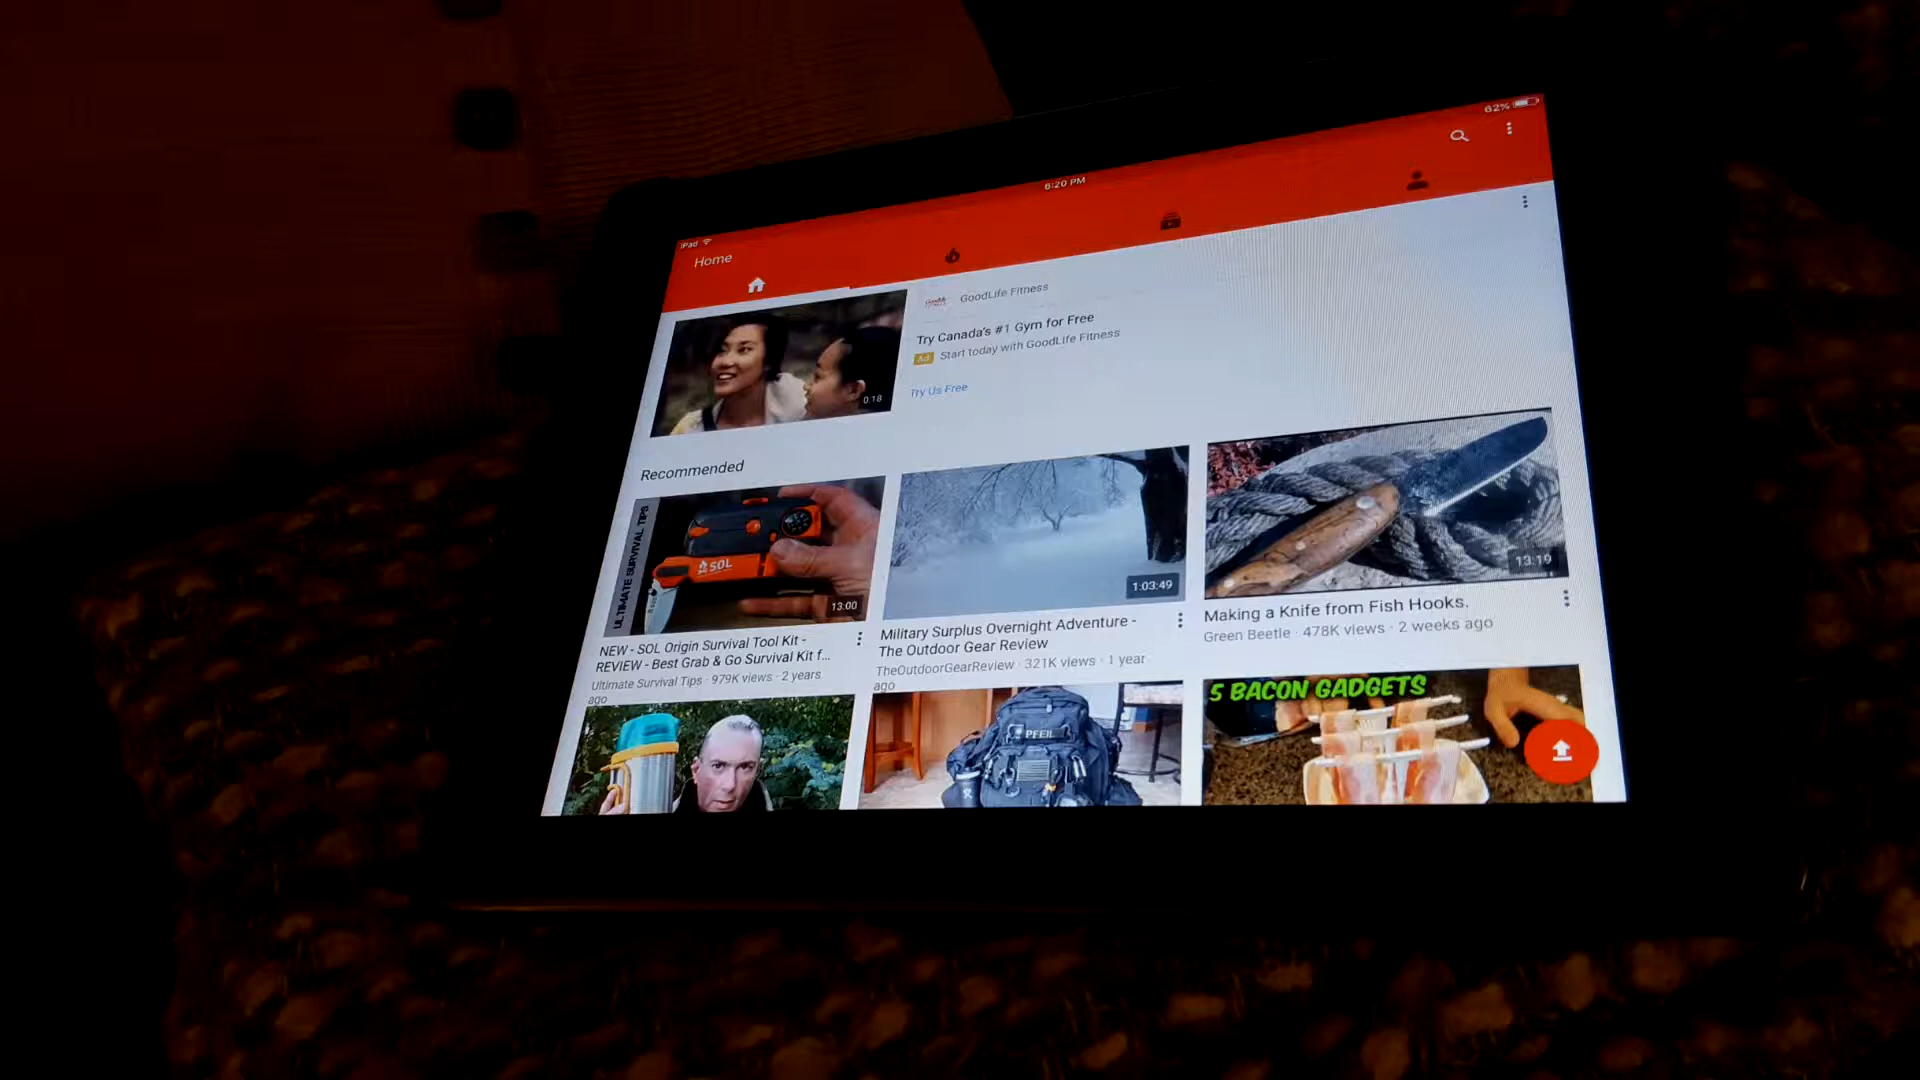 62%
6:20 PM
iPad
Home
GoodLife Fitness
Try Canada's #1 Gym for Free
Ad Start today with GoodLife Fitness
0:18
Try Us Free
Recommended
ULTIMATE SURVIVAL TIPS
SOL
13:00
1:03:49
13:19
NEW - SOL Origin Survival Tool Kit -
REVIEW - Best Grab & Go Survival Kit f...
Ultimate Survival Tips · 979K views · 2 years
ago
Military Surplus Overnight Adventure -
The Outdoor Gear Review
TheOutdoorGearReview · 321K views · 1 year
ago
Making a Knife from Fish Hooks.
Green Beetle · 478K views · 2 weeks ago
PFEIL
5 BACON GADGETS